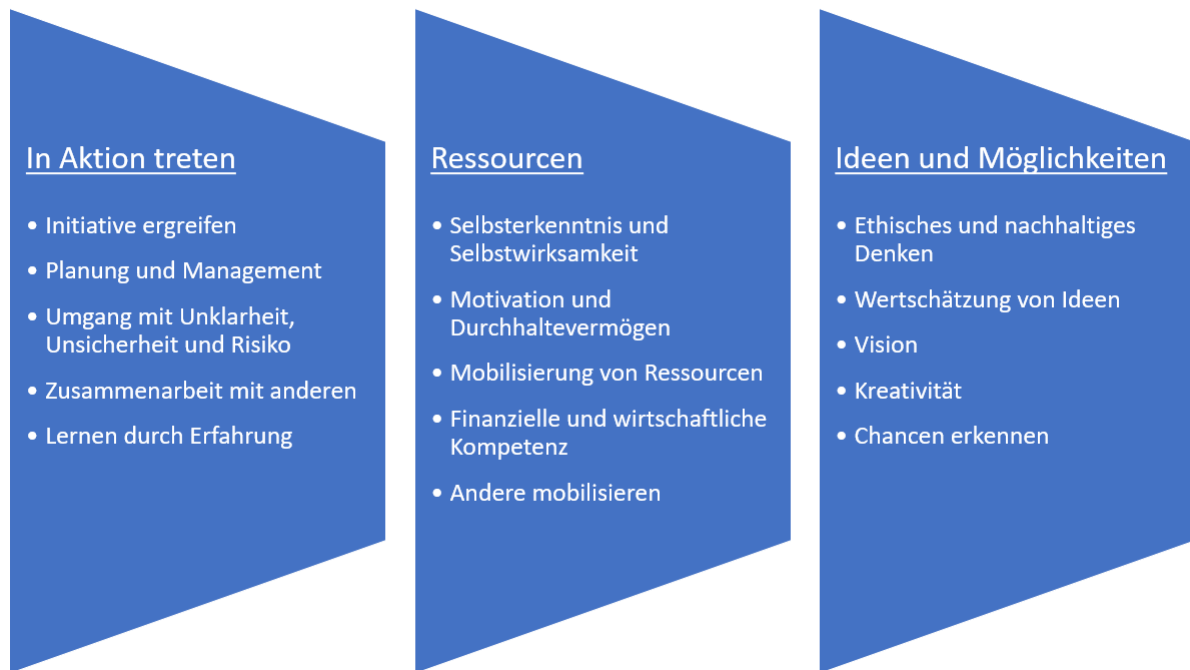 In Aktion treten
• Initiative ergreifen
• Planung und Management
• Umgang mit Unklarheit,
Unsicherheit und Risiko
• Zusammenarbeit mit anderen
• Lernen durch Erfahrung
Ressourcen
• Selbsterkenntnis und
Selbstwirksamkeit
• Motivation und
Durchhaltevermögen
• Mobilisierung von Ressourcen
• Finanzielle und wirtschaftliche
Kompetenz
• Andere mobilisieren
Ideen und Möglichkeiten
• Ethisches und nachhaltiges
Denken
• Wertschätzung von Ideen
• Vision
• Kreativität
• Chancen erkennen